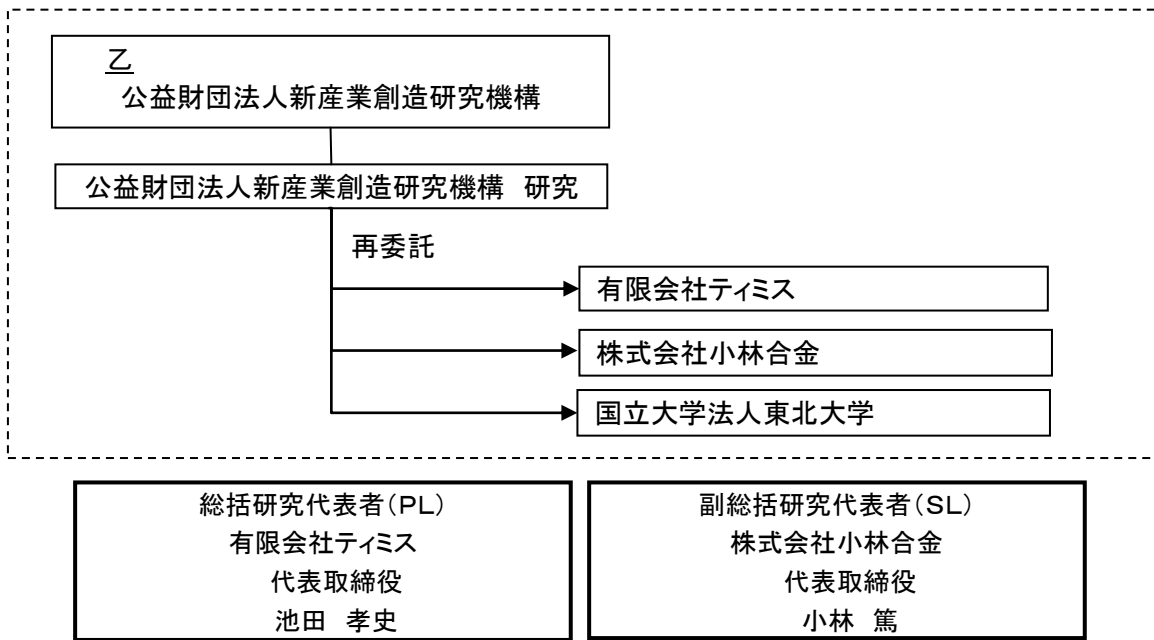 乙
公益財団法人新産業創造研究機構
公益財団法人新産業創造研究機構　研究
再委託
有限会社ティミス
株式会社小林合金
国立大学法人東北大学
総括研究代表者（ＰＬ）
有限会社ティミス
代表取締役
池田　孝史
副総括研究代表者（ＳＬ）
株式会社小林合金
代表取締役
小林　篤